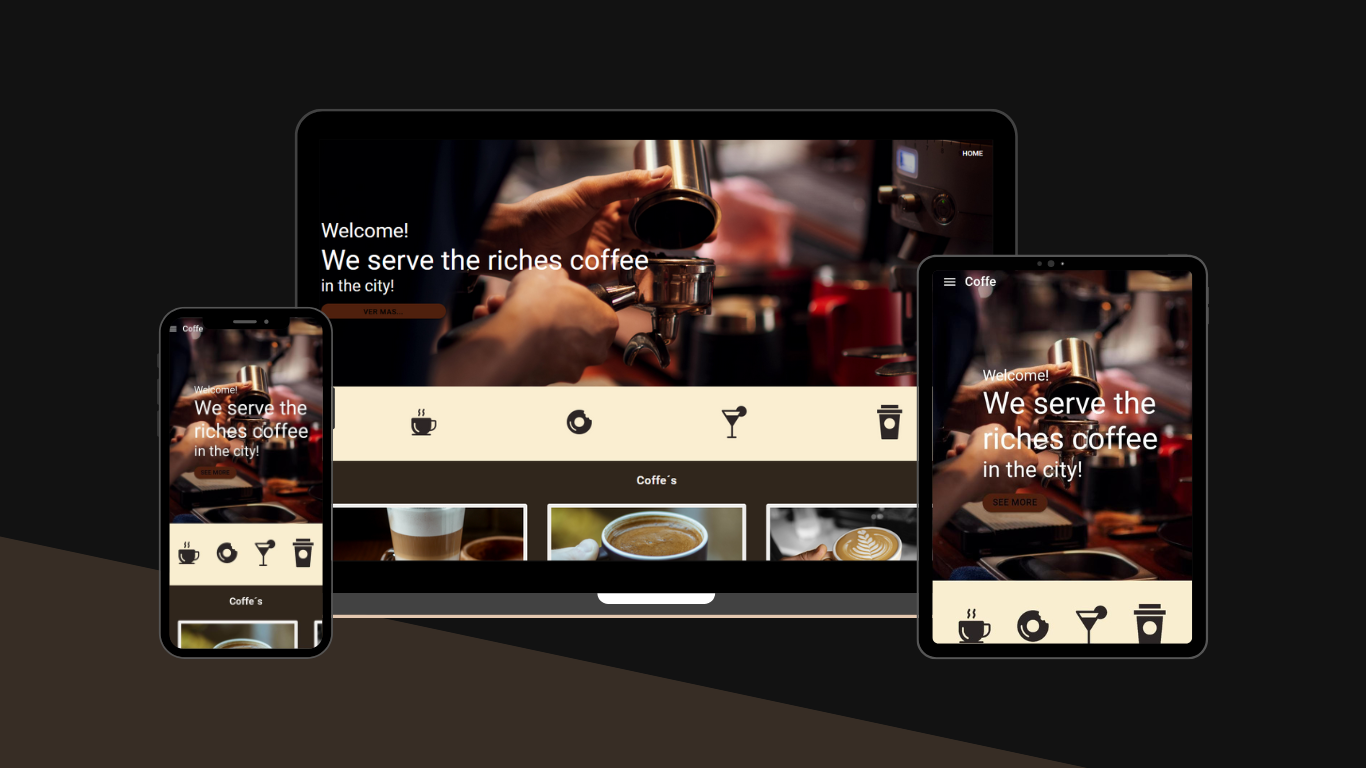 HOME
Welcome!
We serve the riches coffee
in the city!
VER MAS...
Coffe´s
Coffe
Welcome!
We serve the
riches coffee
in the city!
SEE MORE
Coffe´s
Coffe
Welcome!
We serve the
riches coffee
in the city!
SEE MORE